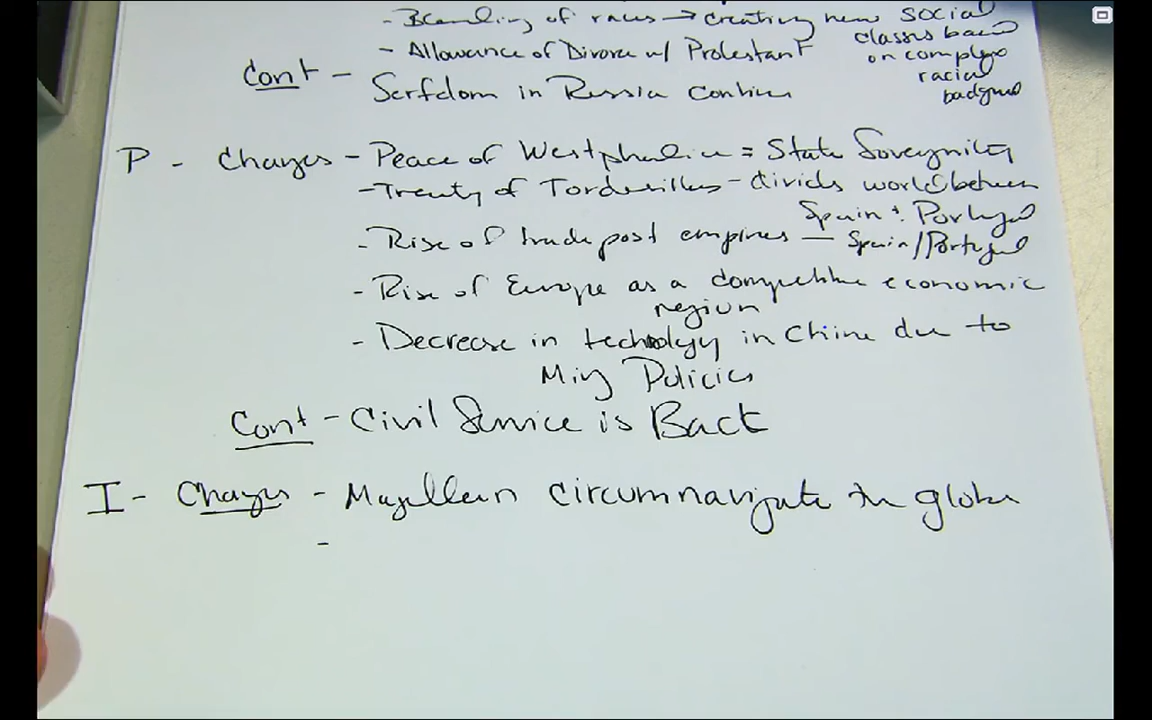 - Blending of races → creating new social
classes based
on complex
racial
background
- Allowance of Divorce w/ Protestant
Cont - Serfdom in Russia continues
P - Changes - Peace of Westphalia = State Sovereignity
- Treaty of Tordesillas - divides world between
Spain + Portugal
- Rise of trade post empires — Spain/Portugal
- Rise of Europe as a competitive economic
region
- Decrease in technology in China due to
Ming Policies
Cont - Civil Service is Back
I - Changes - Magellan circumnavigate the globe
-